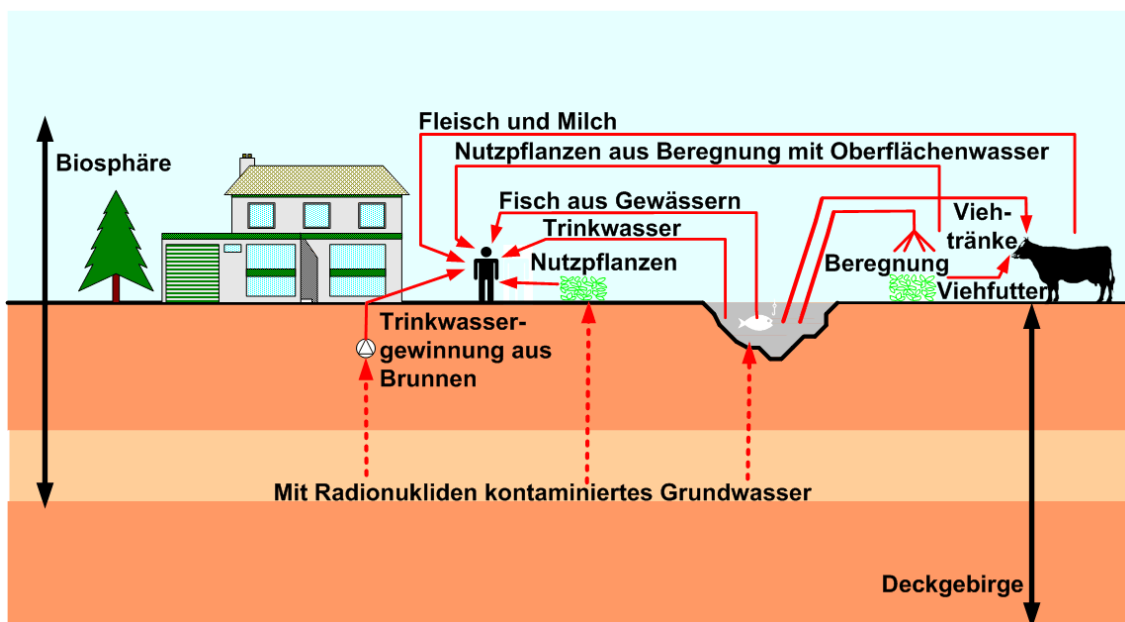 Fleisch und Milch
Biosphäre
Nutzpflanzen aus Beregnung mit Oberflächenwasser
Fisch aus Gewässern
Trinkwasser
Vieh-
tränke
Nutzpflanzen
Beregnung
Viehfutter
Trinkwasser-
gewinnung aus
Brunnen
Mit Radionukliden kontaminiertes Grundwasser
Deckgebirge